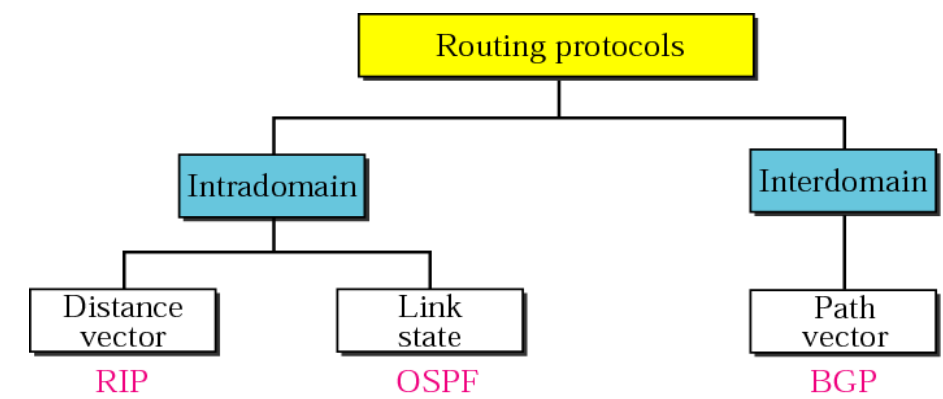 Routing protocols
Intradomain
Interdomain
Distance
vector
Link
state
Path
vector
RIP
OSPF
BGP